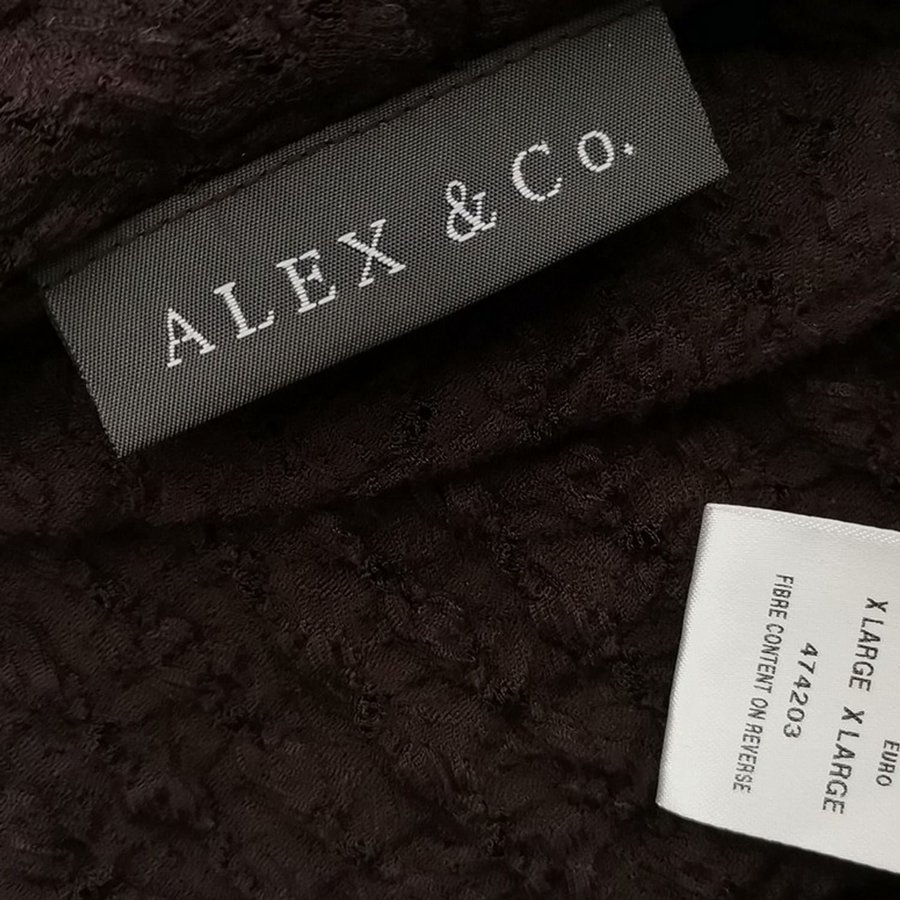 ALEX & Co.
EURO
X LARGE X LARGE
474203
FIBRE CONTENT ON REVERSE